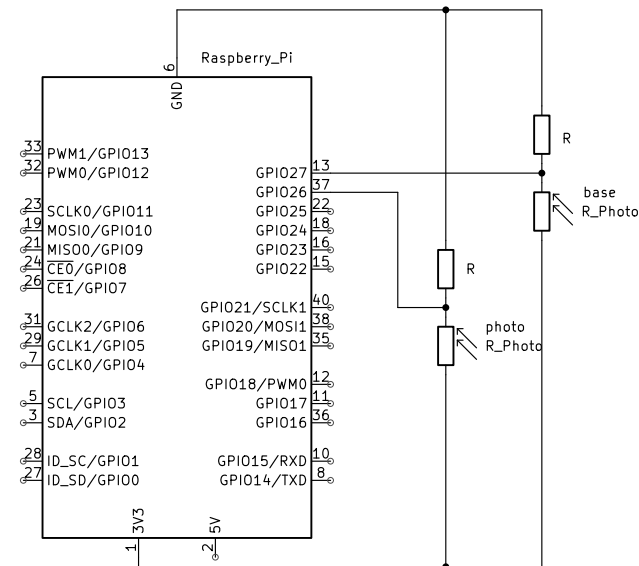 6
Raspberry_Pi
GND
33 PWM1/GPIO13
32 PWM0/GPIO12
23 SCLK0/GPIO11
19 MOSI0/GPIO10
21 MISO0/GPIO9
24 CE0/GPIO8
26 CE1/GPIO7
31 GCLK2/GPIO6
29 GCLK1/GPIO5
7 GCLK0/GPIO4
5 SCL/GPIO3
3 SDA/GPIO2
28 ID_SC/GPIO1
27 ID_SD/GPIO0
GPIO27 13
GPIO26 37
GPIO25 22
GPIO24 18
GPIO23 16
GPIO22 15
GPIO21/SCLK1 40
GPIO20/MOSI1 38
GPIO19/MISO1 35
GPIO18/PWM0 12
GPIO17 11
GPIO16 36
GPIO15/RXD 10
GPIO14/TXD 8
3V3
1
5V
2
R
base
R_Photo
R
photo
R_Photo